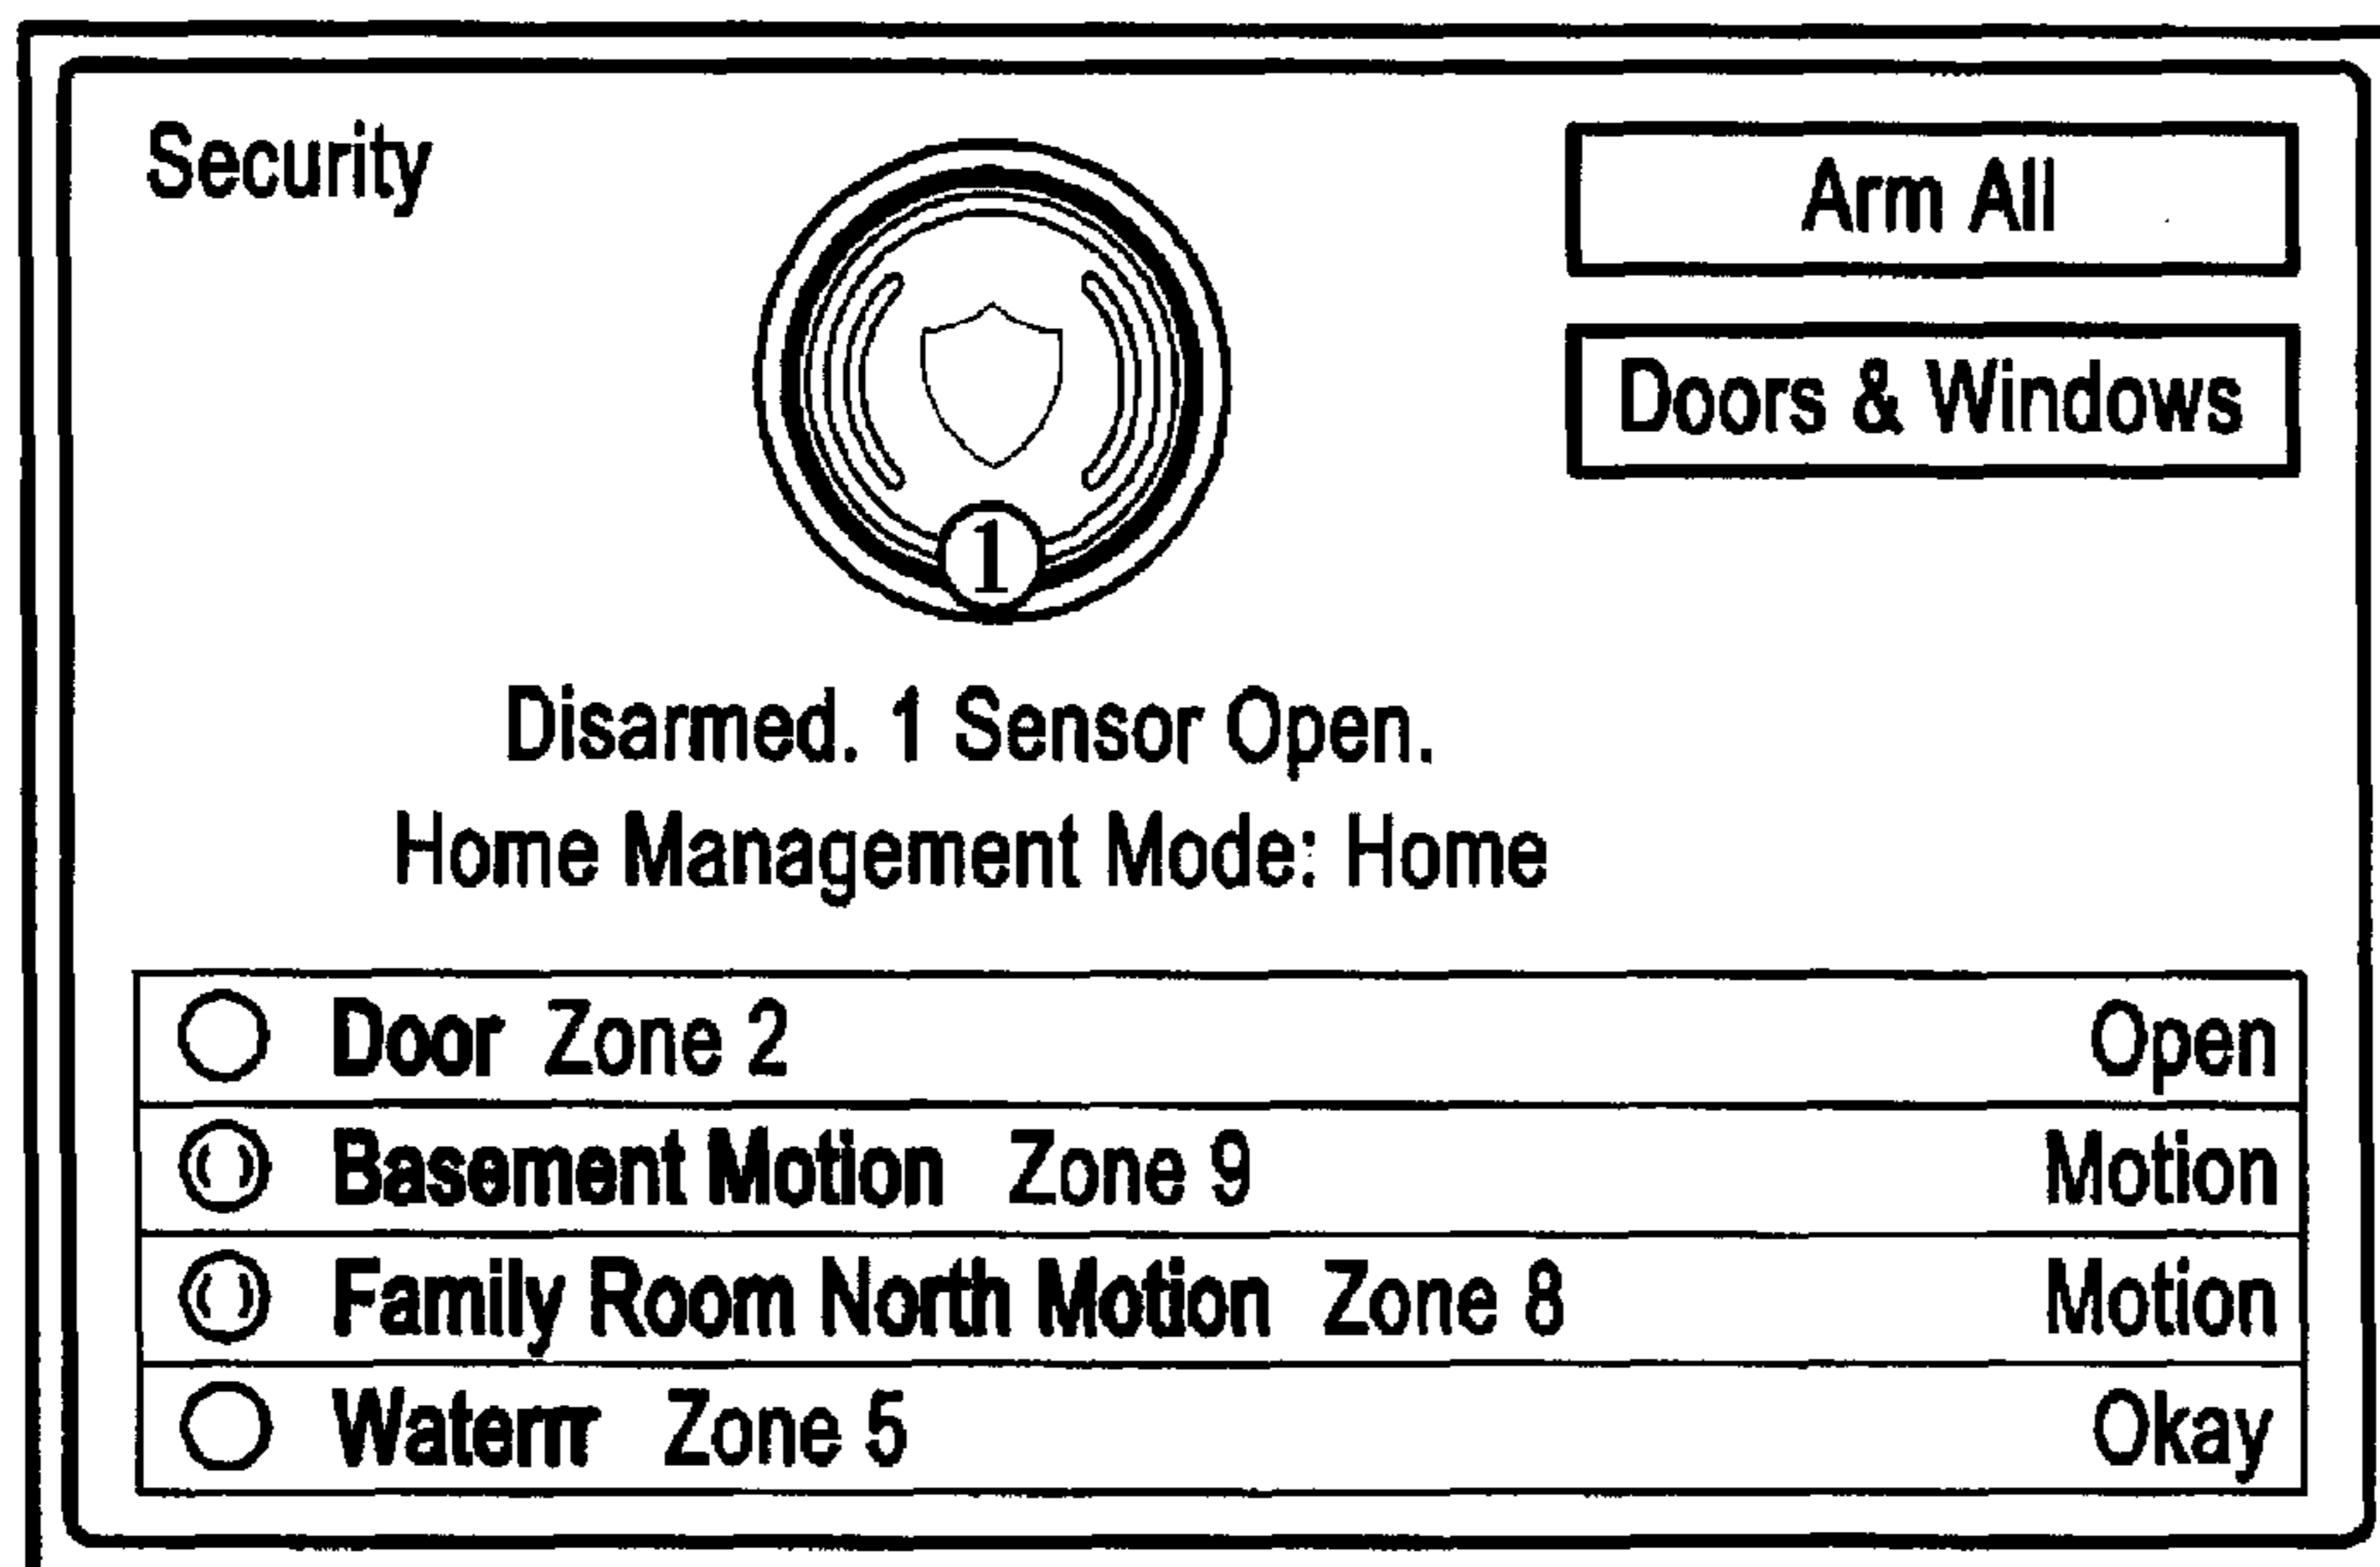 Security
Arm All
Doors & Windows
1
Disarmed. 1 Sensor Open.
Home Management Mode: Home
Door Zone 2 Open
Basement Motion Zone 9 Motion
Family Room North Motion Zone 8 Motion
Waterrr Zone 5 Okay